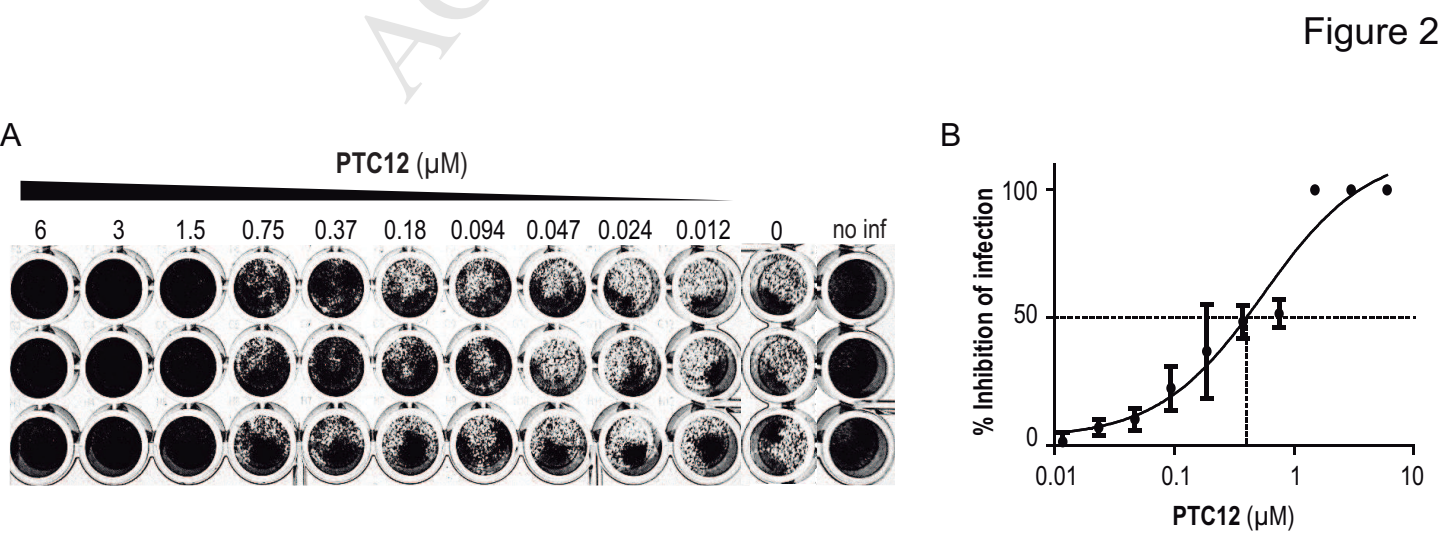 AC
Figure 2
A
PTC12 (µM)
6 3 1.5 0.75 0.37 0.18 0.094 0.047 0.024 0.012 0 no inf
B
% Inhibition of infection
100
50
0
0.01 0.1 1 10
PTC12 (µM)